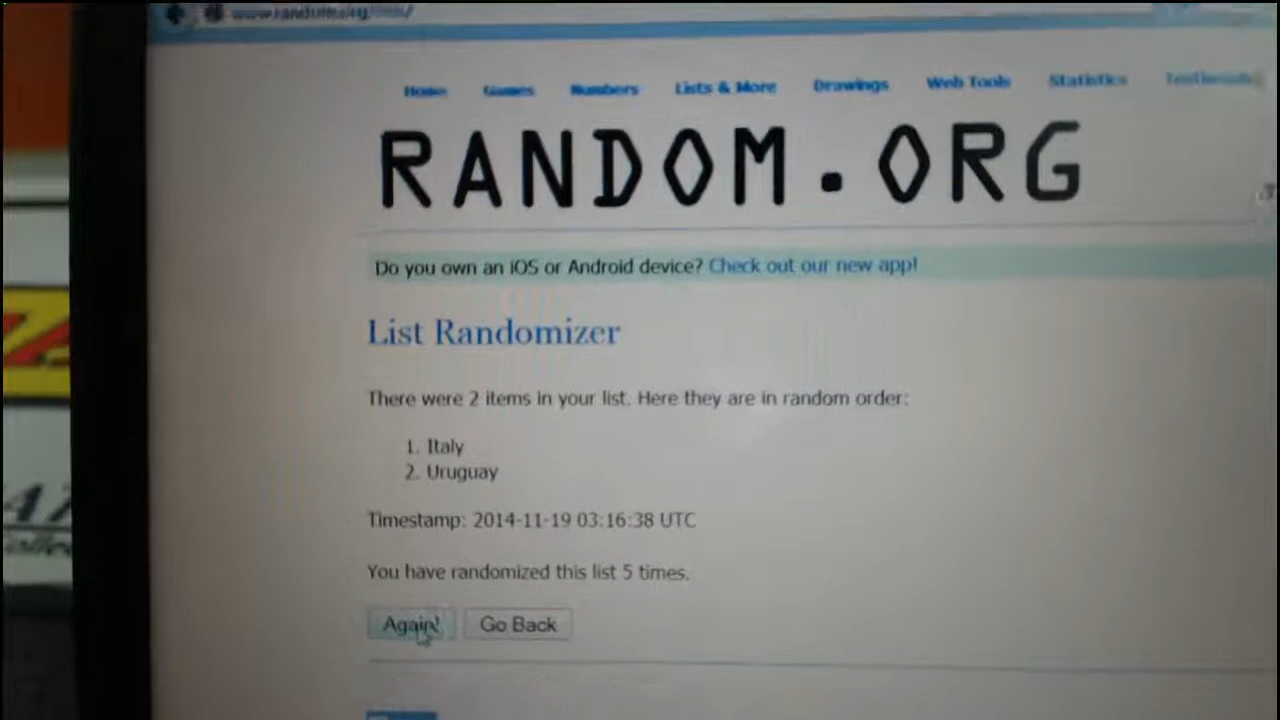 Home Games Numbers Lists & More Drawings Web Tools Statistics Testimonials
RANDOM.ORG
Do you own an iOS or Android device? Check out our new app!
List Randomizer
There were 2 items in your list. Here they are in random order:
1. Italy
2. Uruguay
Timestamp: 2014-11-19 03:16:38 UTC
You have randomized this list 5 times.
Again! Go Back